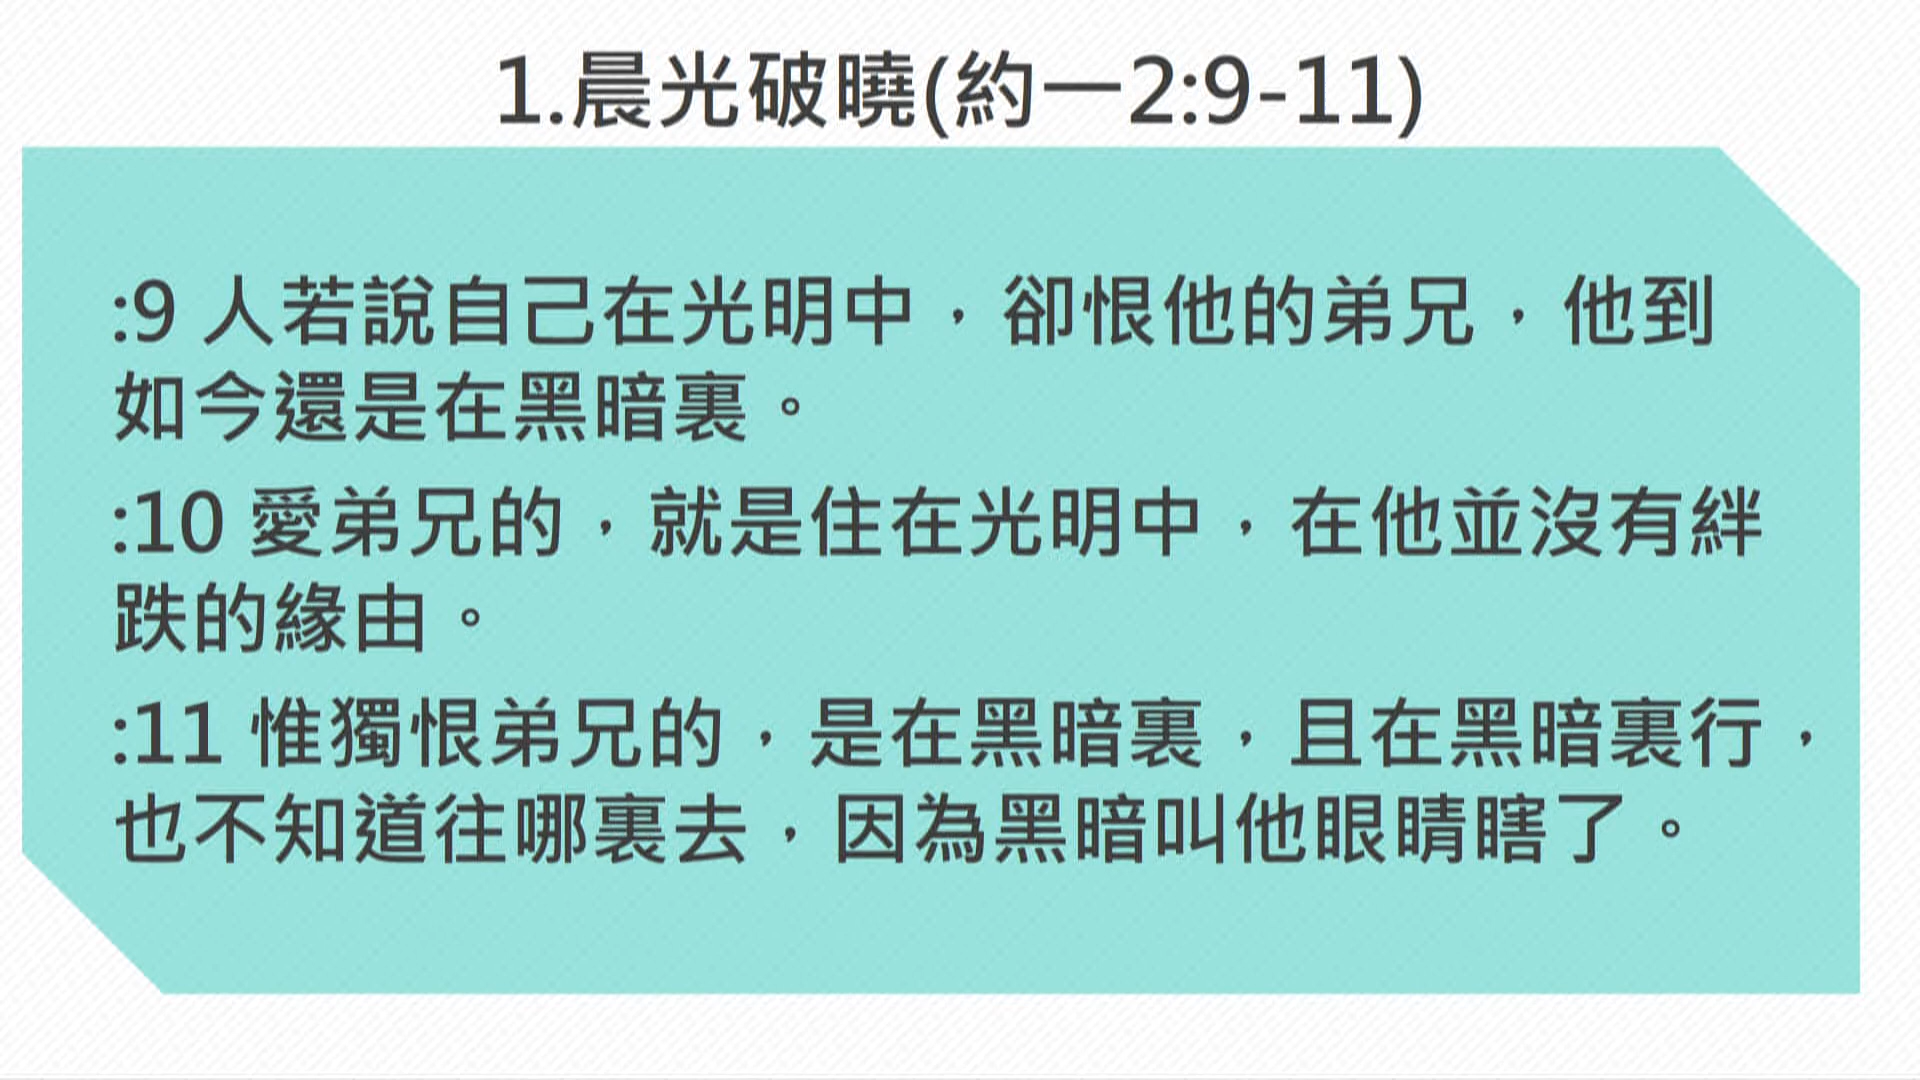 1.晨光破曉(約一2:9-11)
:9 人若說自己在光明中，卻恨他的弟兄，他到
如今還是在黑暗裏。
:10 愛弟兄的，就是住在光明中，在他並沒有絆
跌的緣由。
:11 惟獨恨弟兄的，是在黑暗裏，且在黑暗裏行，
也不知道往哪裏去，因為黑暗叫他眼睛瞎了。